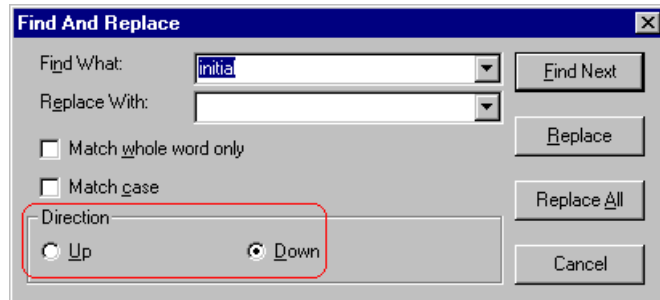 Find And Replace
Find What: initial Find Next
Replace With:
Replace
Match whole word only
Match case
Replace All
Direction
Up Down
Cancel